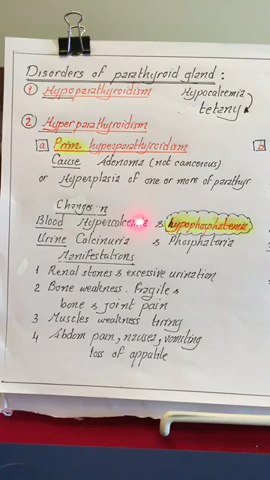 Disorders of parathyroid gland :
① Hypoparathyroidism Hypocalcemia
tetany
② Hyperparathyroidism
a Prim. hyperparathyroidism b
Cause Adenoma (not cancerous)
or Hyperplasia of one or more of parathyr
Changes in
Blood Hypercalcemia & hypophosphatemia
Urine Calcinuria & Phosphaturia
Manifestations
1 Renal stones & excessive urination
2 Bone weakness. Fragile &
bone & joint pain
3 Muscles weakness tiring
4 Abdom pain, nausea, vomiting
loss of appatite